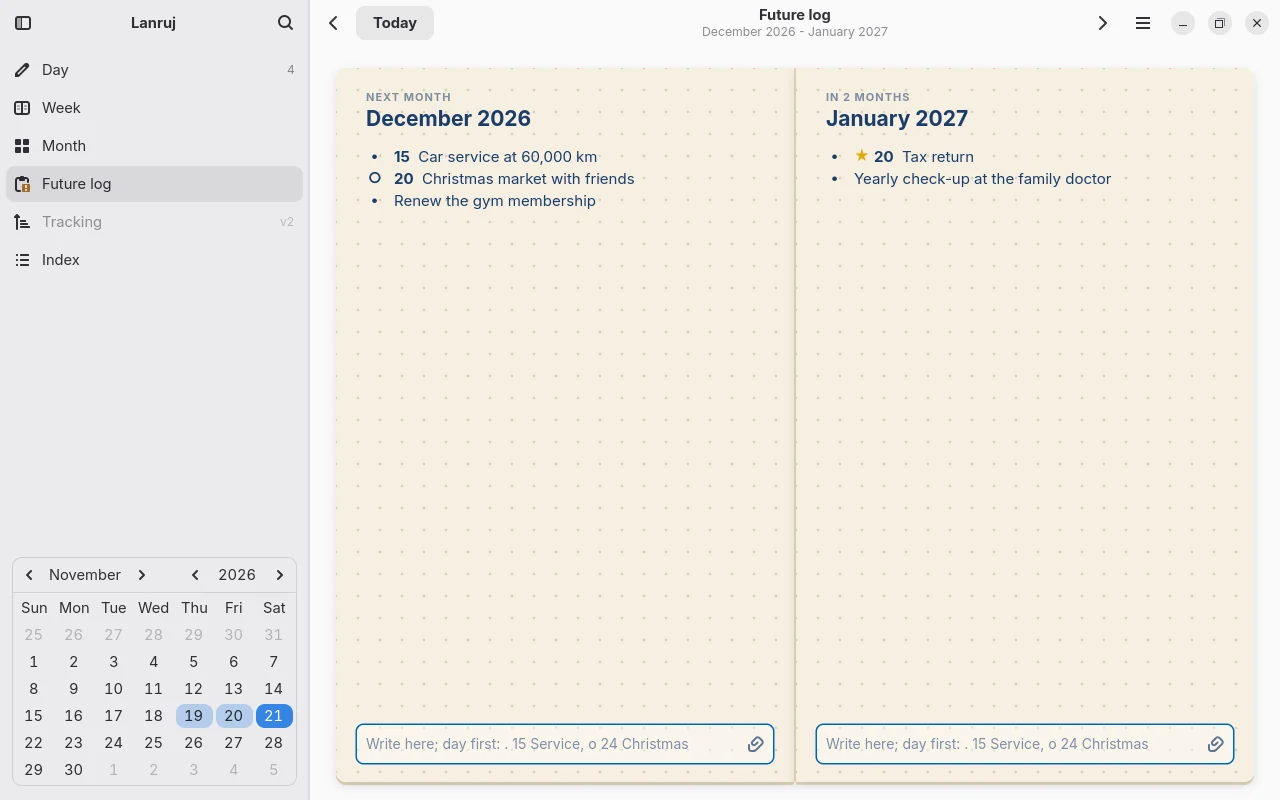 Lanruj
Day 4
Week
Month
Future log
Tracking v2
Index
November 2026
Sun Mon Tue Wed Thu Fri Sat
25 26 27 28 29 30 31
1 2 3 4 5 6 7
8 9 10 11 12 13 14
15 16 17 18 19 20 21
22 23 24 25 26 27 28
29 30 1 2 3 4 5
Today
Future log
December 2026 - January 2027
NEXT MONTH
December 2026
• 15 Car service at 60,000 km
20 Christmas market with friends
• Renew the gym membership
Write here; day first: . 15 Service, o 24 Christmas
IN 2 MONTHS
January 2027
• ★ 20 Tax return
• Yearly check-up at the family doctor
Write here; day first: . 15 Service, o 24 Christmas